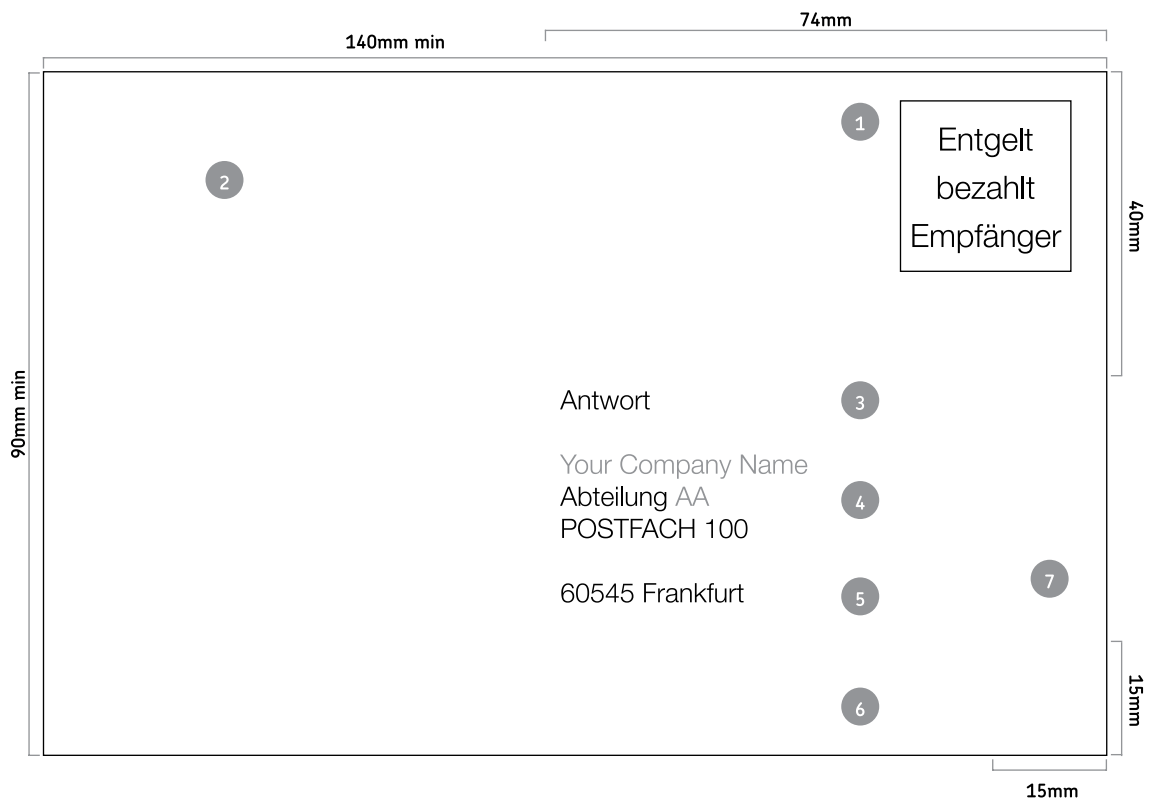 74mm
140mm min
1
Entgelt
bezahlt
Empfänger
2
40mm
90mm min
Antwort
3
Your Company Name
Abteilung AA
4
POSTFACH 100
7
60545 Frankfurt
5
15mm
6
15mm